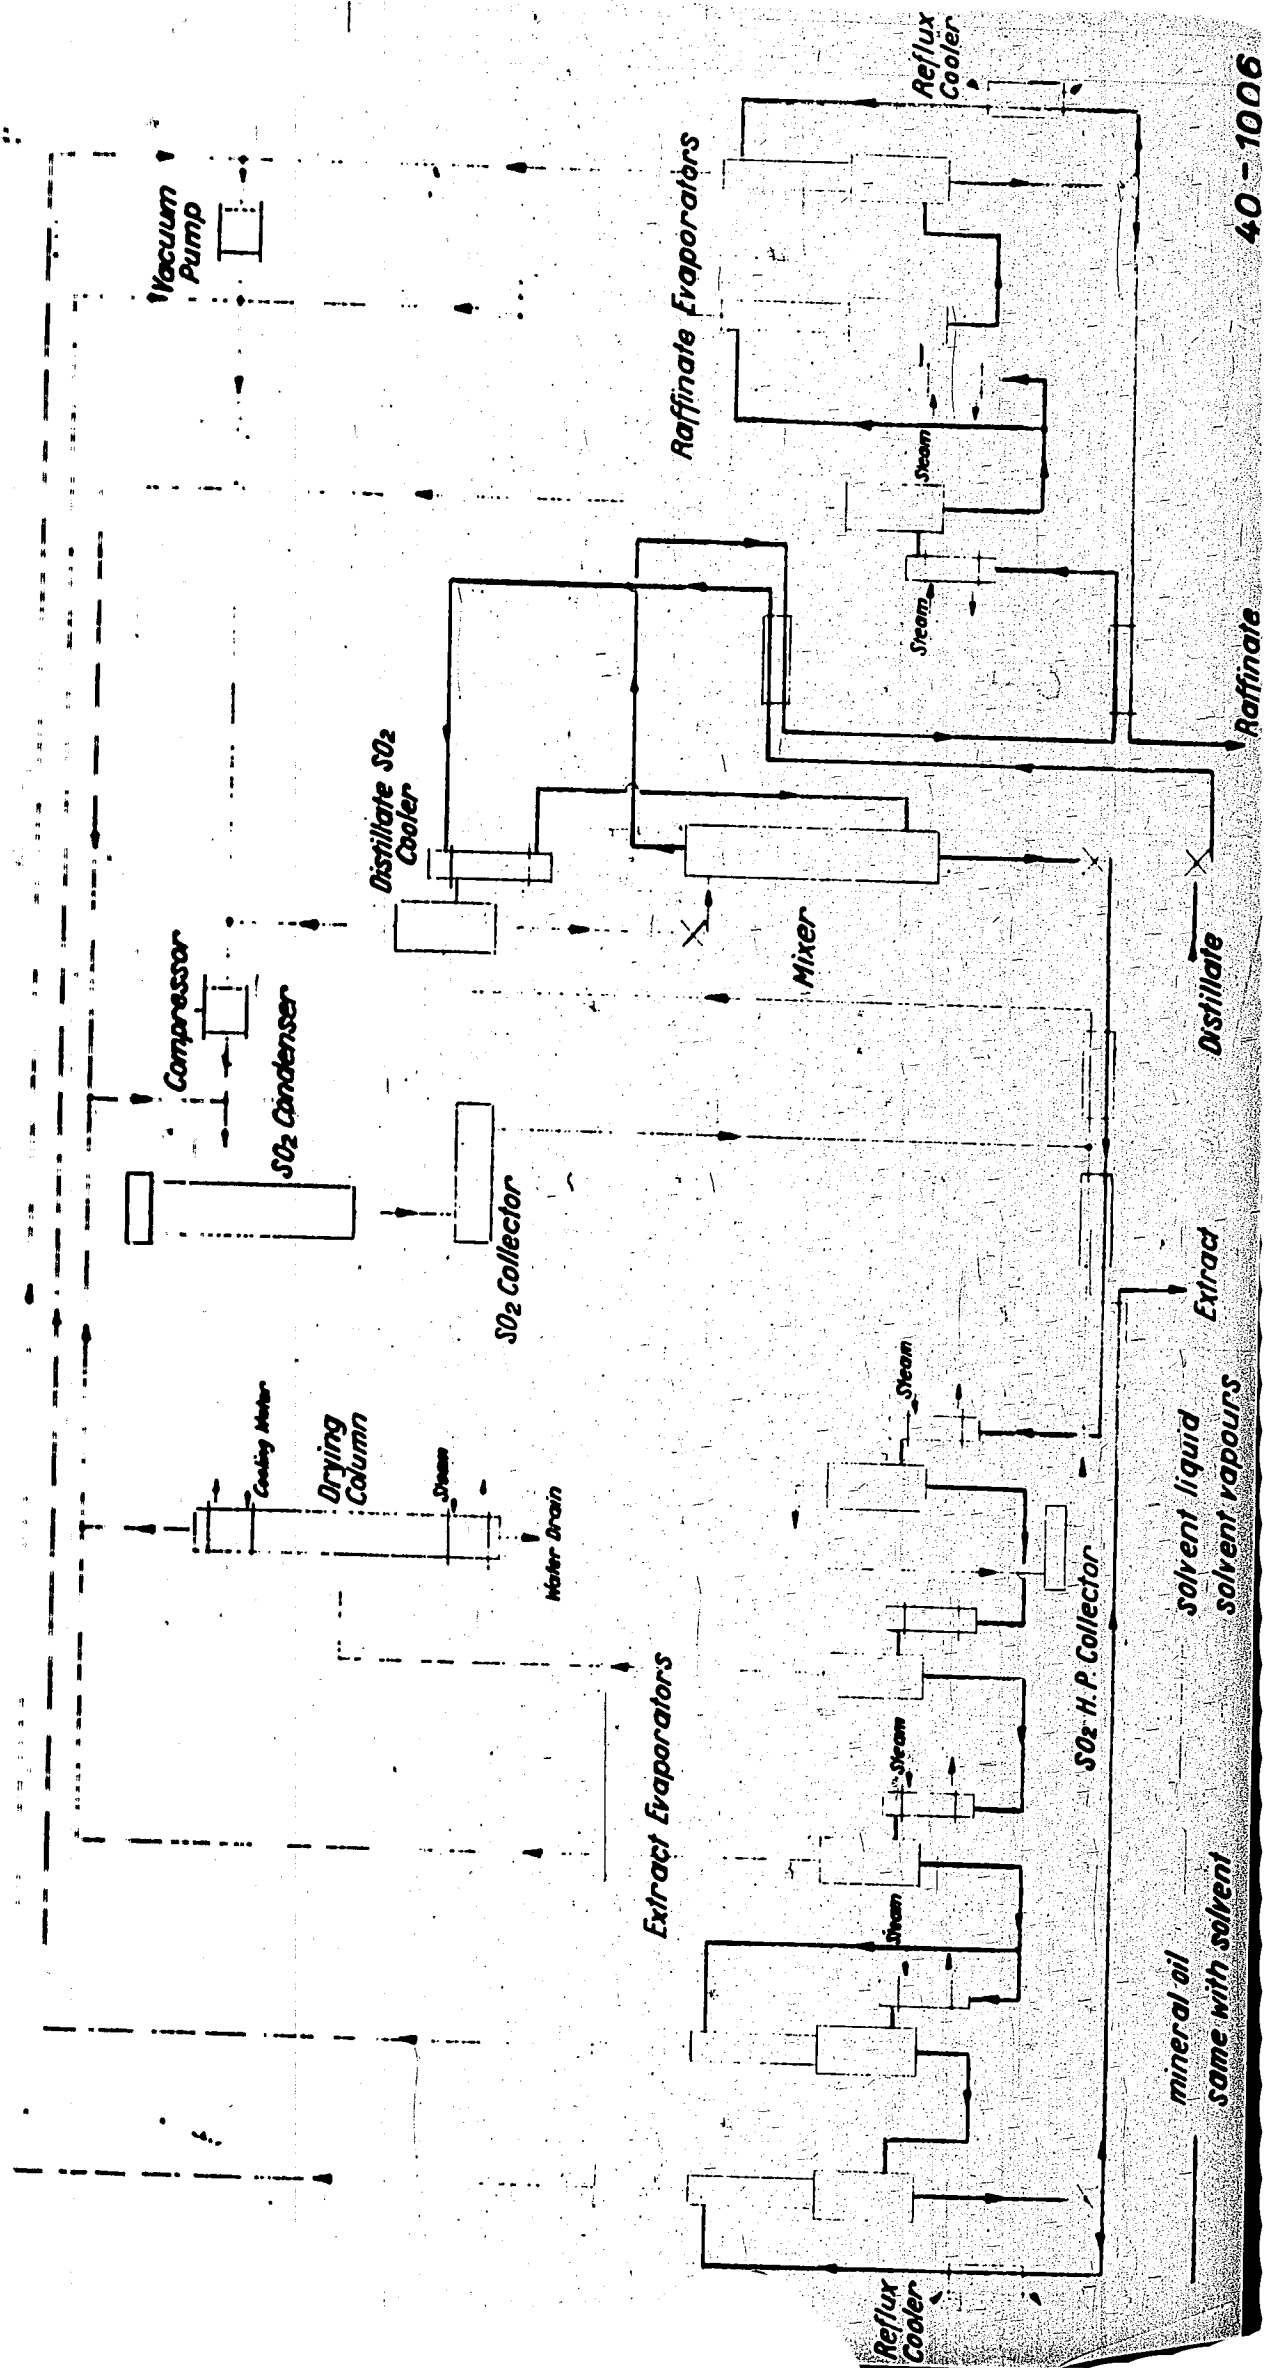 Vacuum
Pump
Compressor
SO₂ Condenser
Cooling Water
Drying
Column
Steam
Water Drain
SO₂ Collector
Distillate SO₂
Cooler
Mixer
Extract Evaporators
Raffinate Evaporators
Reflux
Cooler
Steam
Steam
Steam
Steam
Steam
SO₂ H.P. Collector
Reflux
Cooler
Extract
Distillate
Raffinate
mineral oil
same with solvent
solvent liquid
solvent vapours
40-1006